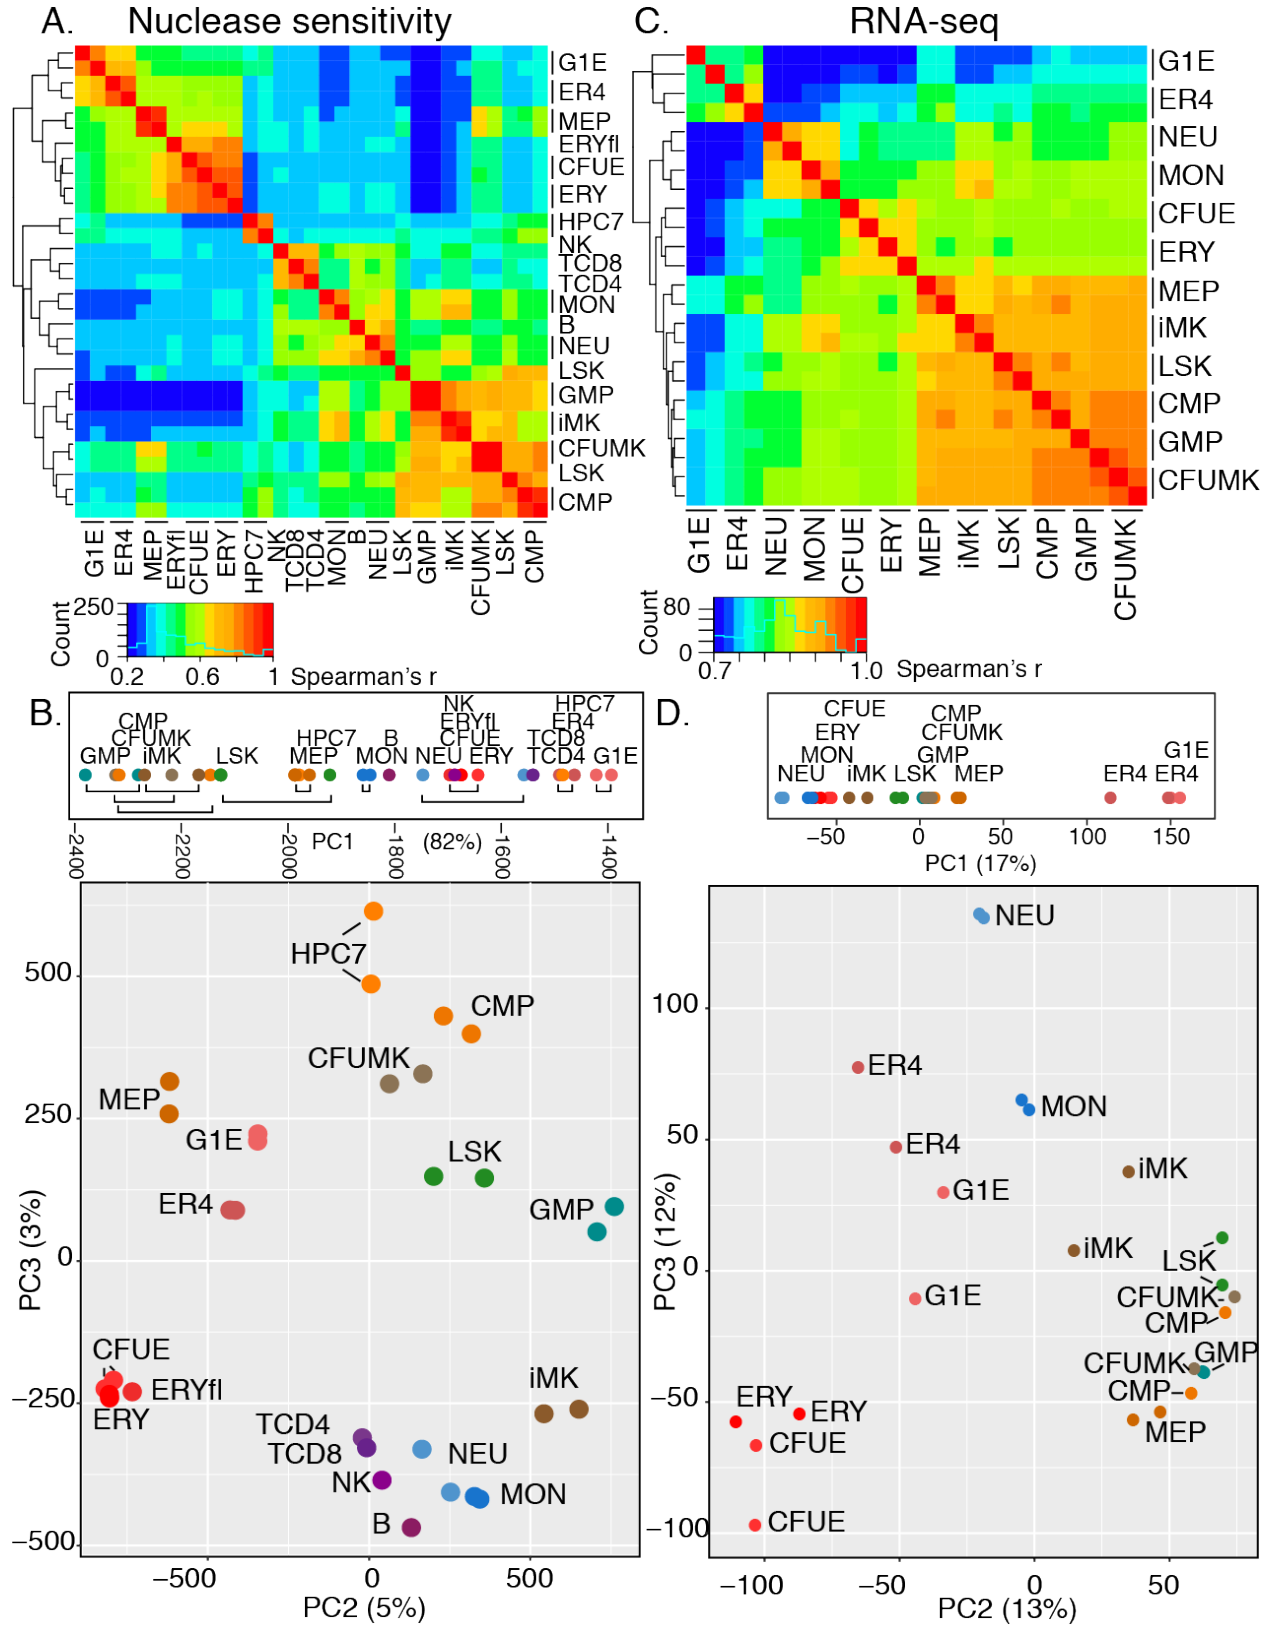 A. Nuclease sensitivity
G1E
ER4
MEP
ERYfl
CFUE
ERY
HPC7
NK
TCD8
TCD4
MON
B
NEU
LSK
GMP
iMK
CFUMK
LSK
CMP
G1E ER4 MEP ERYfl CFUE ERY HPC7 NK TCD8 TCD4 MON B NEU LSK GMP iMK CFUMK LSK CMP
Count
250
0
0.2 0.6 1 Spearman's r
C. RNA-seq
G1E
ER4
NEU
MON
CFUE
ERY
MEP
iMK
LSK
CMP
GMP
CFUMK
G1E ER4 NEU MON CFUE ERY MEP iMK LSK CMP GMP CFUMK
Count
80
0
0.7 1.0 Spearman's r
B.
NK HPC7
CMP ERYfl ER4
CFUMK HPC7 B CFUE TCD8
GMP iMK LSK MEP MON NEU ERY TCD4 G1E
−2400 −2200 −2000 PC1 −1800 (82%) −1600 −1400
HPC7
CMP
CFUMK
MEP
G1E
LSK
ER4
GMP
CFUE
ERYfl
ERY
iMK
TCD4
TCD8
NEU
NK
MON
B
500
250
0
−250
−500
PC3 (3%)
−500 0 500
PC2 (5%)
D.
CFUE CMP
ERY CFUMK
MON GMP G1E
NEU iMK LSK MEP ER4 ER4
−50 0 50 100 150
PC1 (17%)
NEU
ER4
MON
ER4
iMK
G1E
iMK
LSK
G1E
CFUMK
CMP
GMP
CFUMK
CMP
ERY
ERY
MEP
CFUE
CFUE
100
50
0
−50
−100
PC3 (12%)
−100 −50 0 50
PC2 (13%)